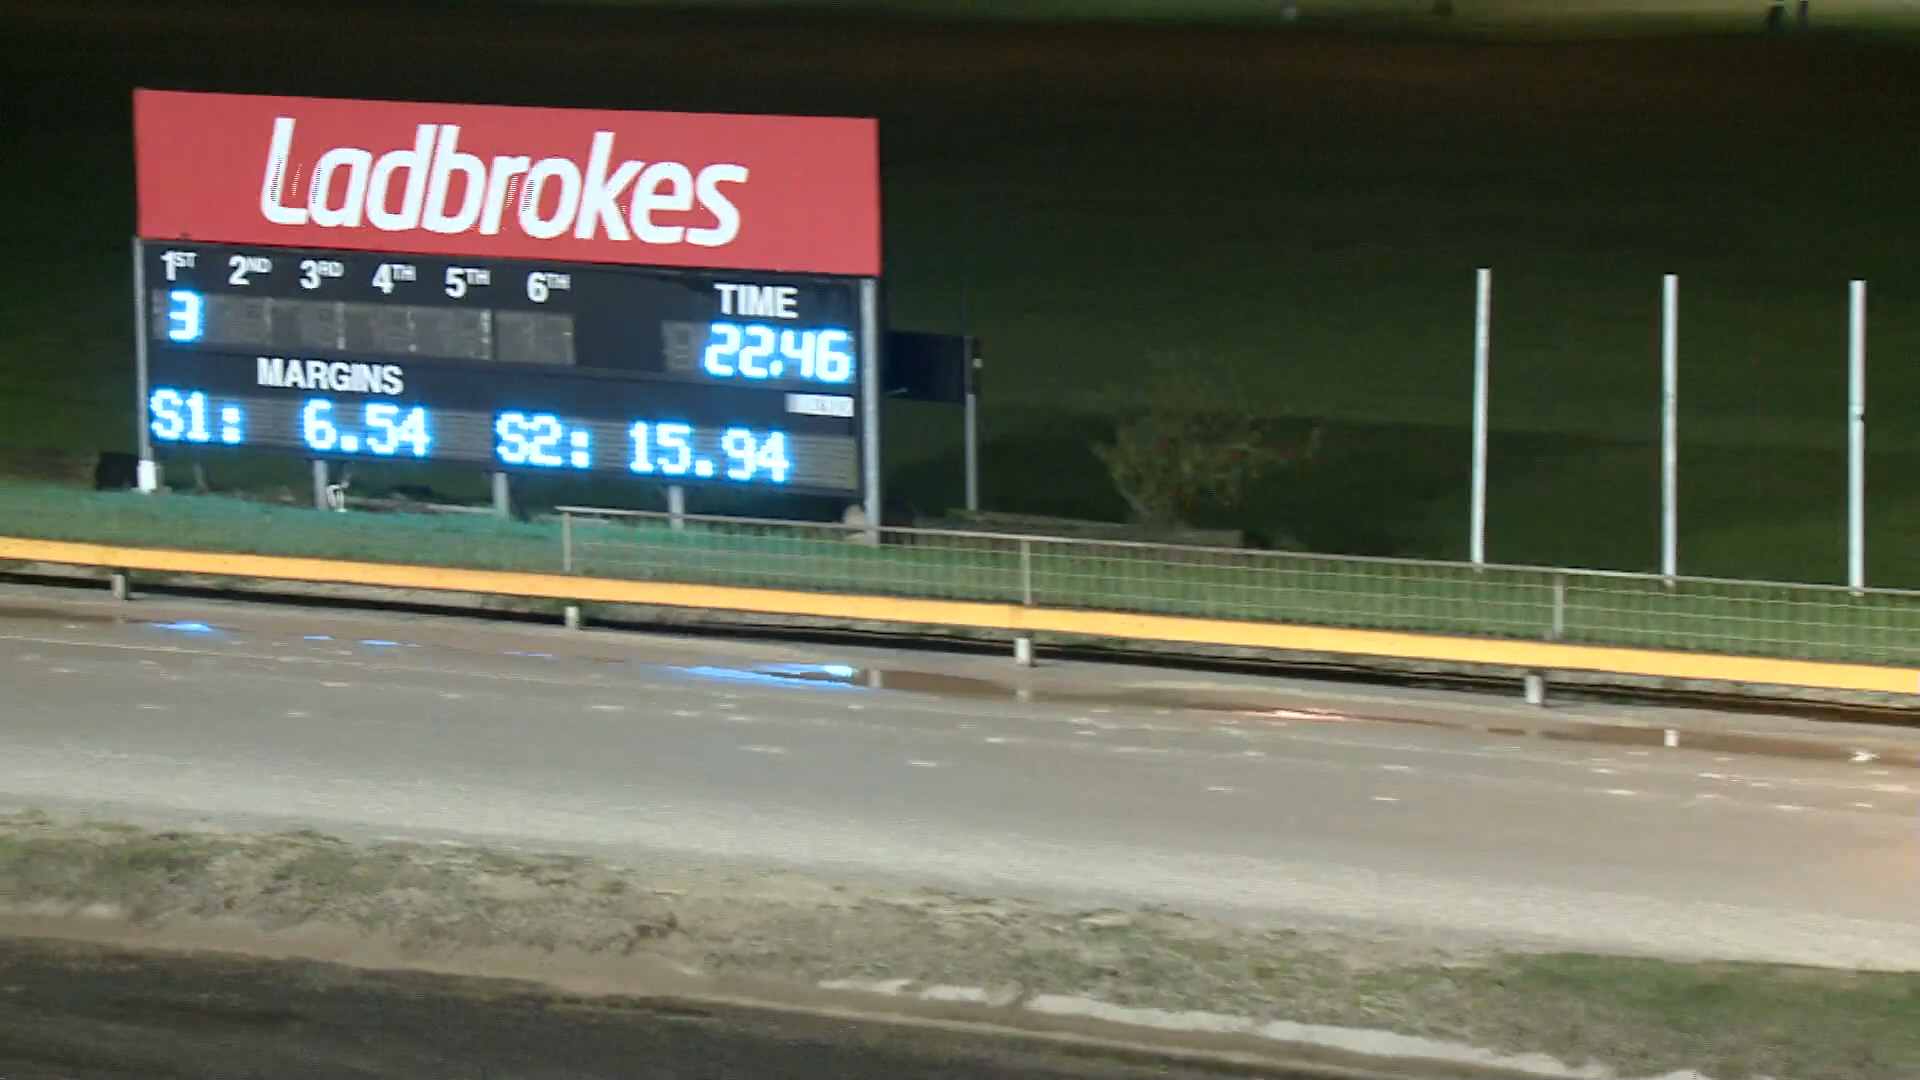 Ladbrokes
1ST 2ND 3RD 4TH 5TH 6TH TIME
3 22.46
MARGINS
S1: 6.54 S2: 15.94